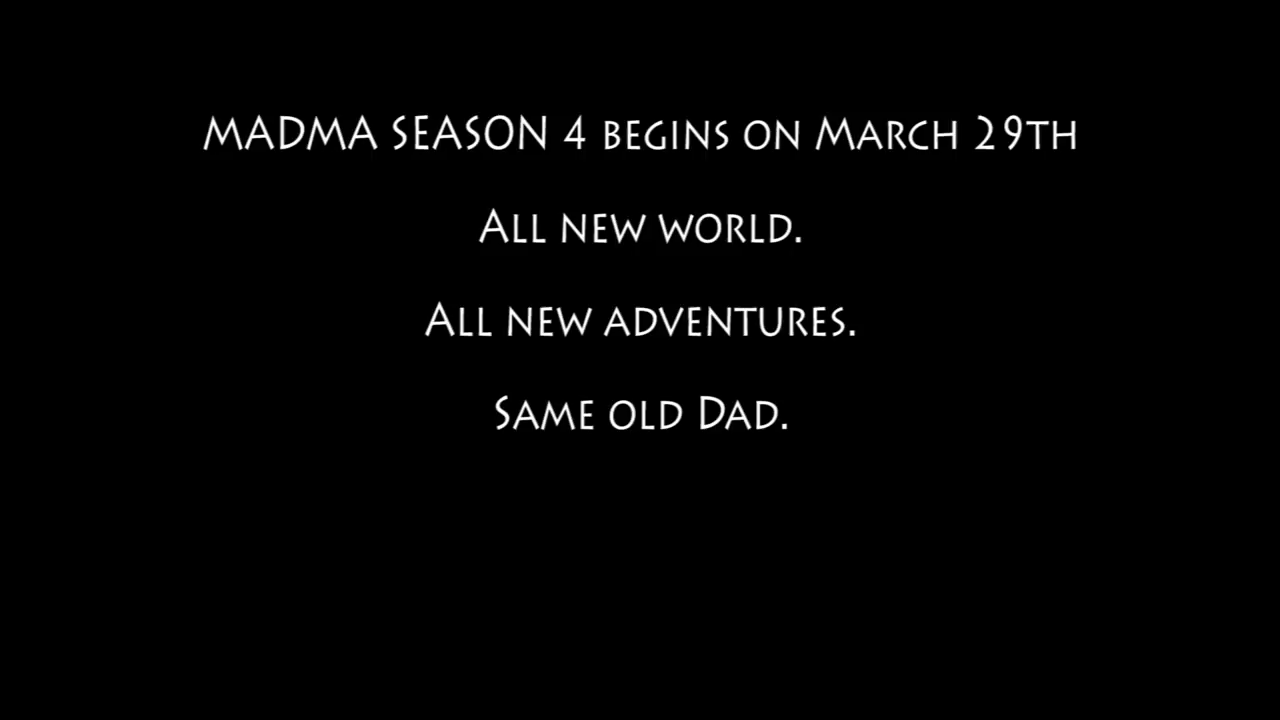 MADMA SEASON 4 BEGINS ON MARCH 29TH
ALL NEW WORLD.
ALL NEW ADVENTURES.
SAME OLD DAD.